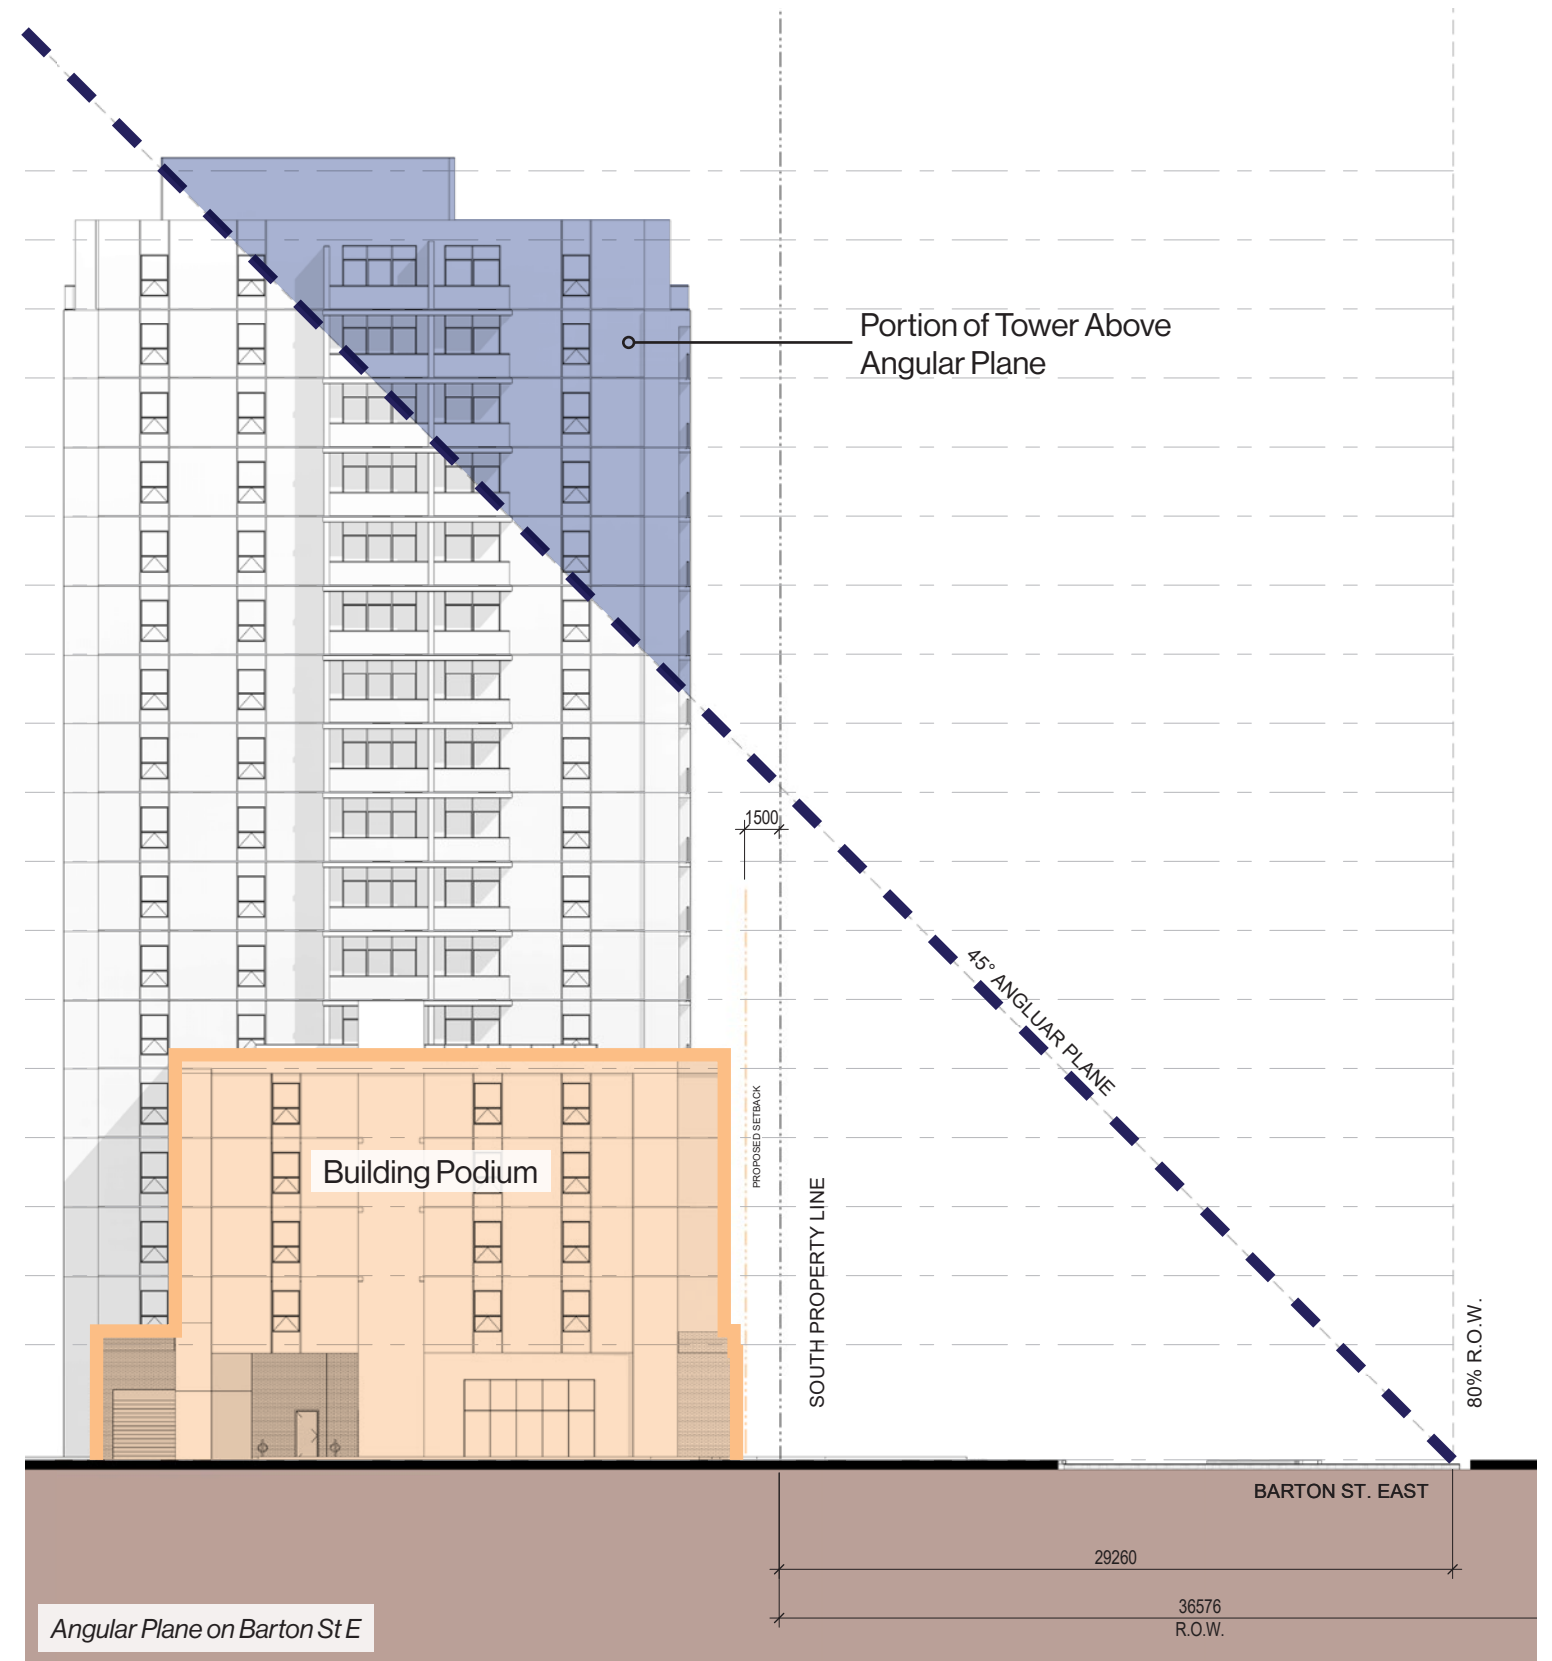 Portion of Tower Above
Angular Plane
1500
45° ANGLUAR PLANE
PROPOSED SETBACK
Building Podium
SOUTH PROPERTY LINE
80% R.O.W.
BARTON ST. EAST
29260
36576
R.O.W.
Angular Plane on Barton St E